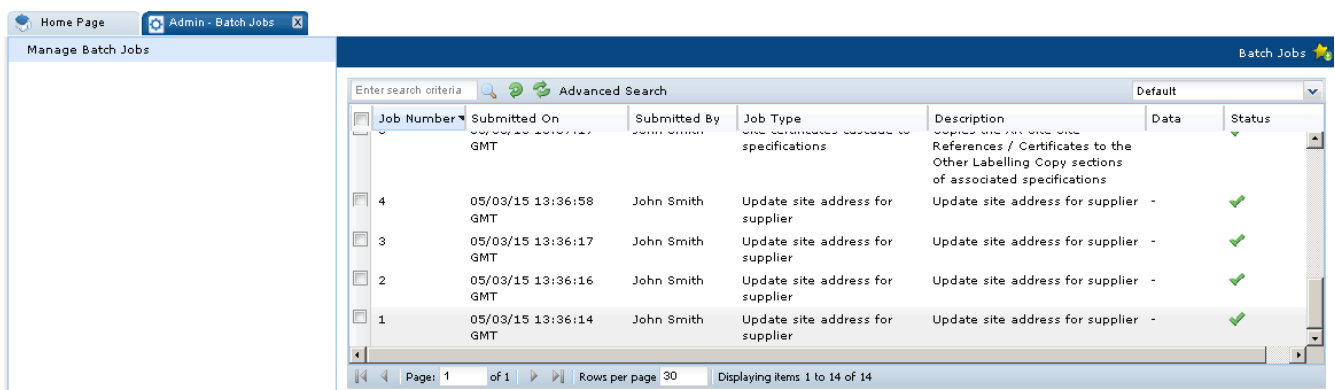 Home Page
Admin - Batch Jobs
Manage Batch Jobs
Batch Jobs
Enter search criteria
Advanced Search
Default
Job Number Submitted On Submitted By Job Type Description Data Status
GMT specifications References / Certificates to the
Other Labelling Copy sections
of associated specifications
4 05/03/15 13:36:58 John Smith Update site address for Update site address for supplier -
GMT supplier
3 05/03/15 13:36:17 John Smith Update site address for Update site address for supplier -
GMT supplier
2 05/03/15 13:36:16 John Smith Update site address for Update site address for supplier -
GMT supplier
1 05/03/15 13:36:14 John Smith Update site address for Update site address for supplier -
GMT supplier
Page: 1 of 1 Rows per page 30 Displaying items 1 to 14 of 14